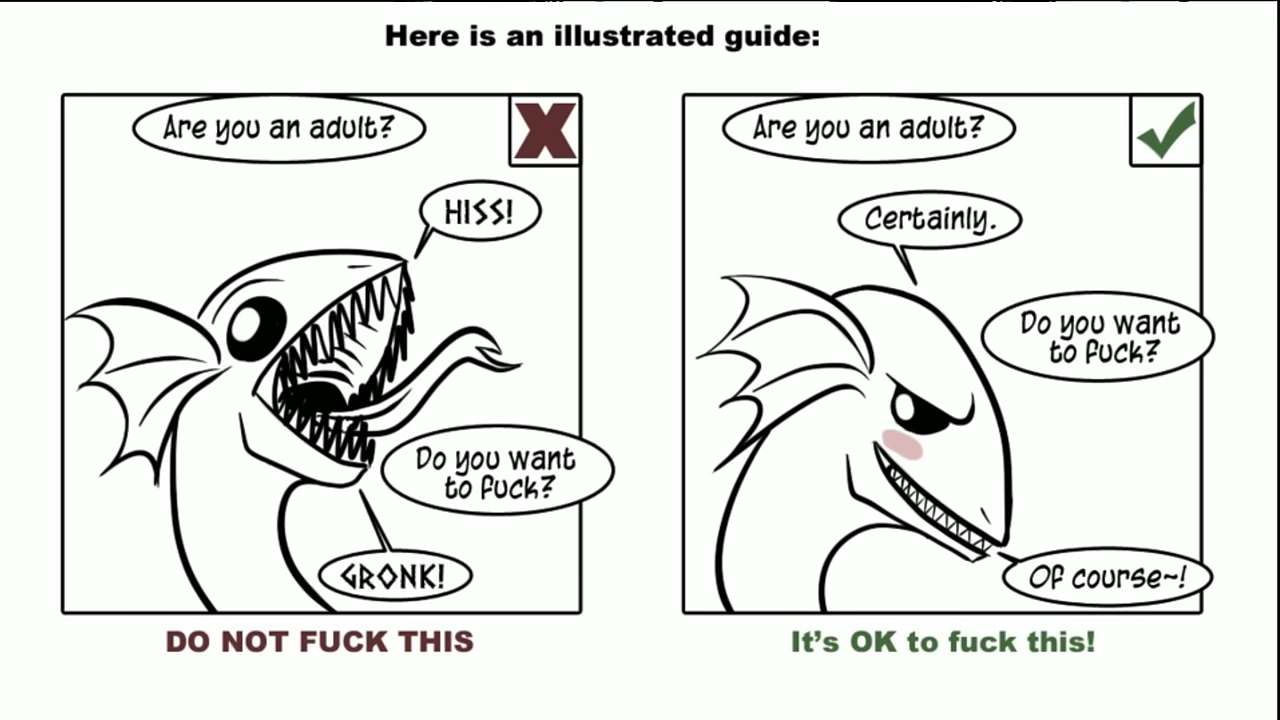 Here is an illustrated guide:
Are you an adult?
X
HISS!
Do you want
to fuck?
GRONK!
DO NOT FUCK THIS
Are you an adult?
Certainly.
Do you want
to fuck?
Of course~!
It's OK to fuck this!